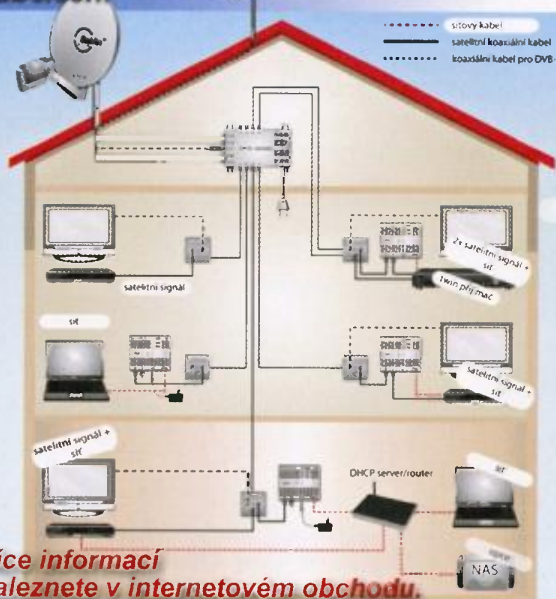 síťový kabel
satelitní koaxiální kabel
koaxiální kabel pro DVB-
satelitní signál
2x satelitní signál +
síť
twin přijímač
síť
satelitní signál +
síť
satelitní signál +
síť
DHCP server/router
síť
NAS
íce informací
aleznete v internetovém obchodu.